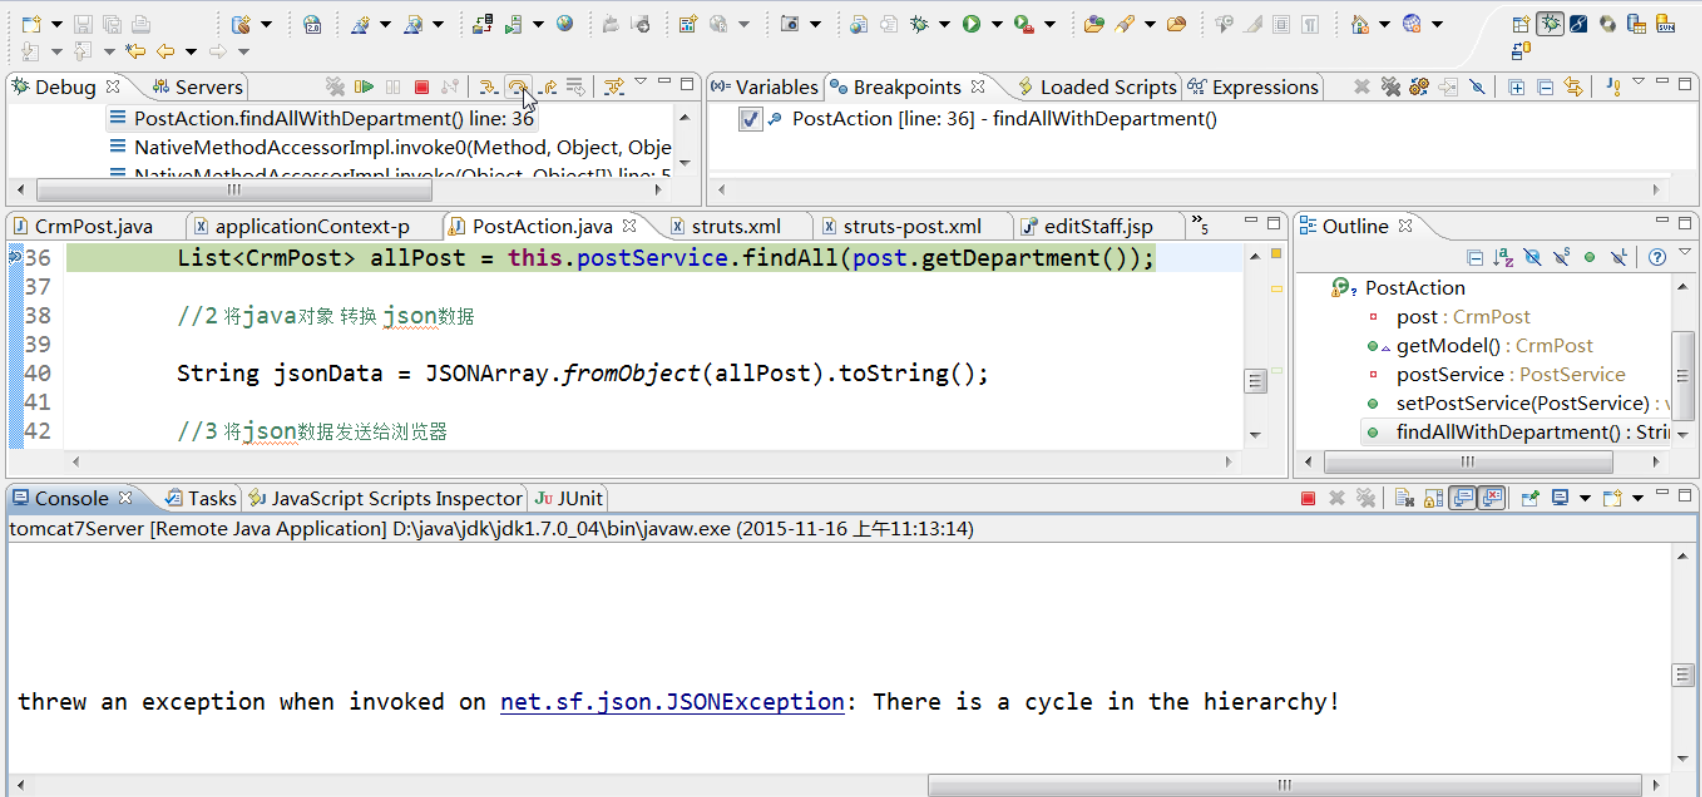 Debug
Servers
PostAction.findAllWithDepartment() line: 36
NativeMethodAccessorImpl.invoke0(Method, Object, Obje
NativeMethodAccessorImpl.invoke(Object, Object[]) line: 5
(x)= Variables
Breakpoints
Loaded Scripts
Expressions
PostAction [line: 36] - findAllWithDepartment()
CrmPost.java
applicationContext-p
PostAction.java
struts.xml
struts-post.xml
editStaff.jsp
»5
36 List<CrmPost> allPost = this.postService.findAll(post.getDepartment());
37
38 //2 将java对象 转换 json数据
39
40 String jsonData = JSONArray.fromObject(allPost).toString();
41
42 //3 将json数据发送给浏览器
Outline
PostAction
post : CrmPost
getModel() : CrmPost
postService : PostService
setPostService(PostService) : v
findAllWithDepartment() : Stri
Console
Tasks
JavaScript Scripts Inspector
JU JUnit
tomcat7Server [Remote Java Application] D:\java\jdk\jdk1.7.0_04\bin\javaw.exe (2015-11-16 上午11:13:14)
threw an exception when invoked on net.sf.json.JSONException: There is a cycle in the hierarchy!